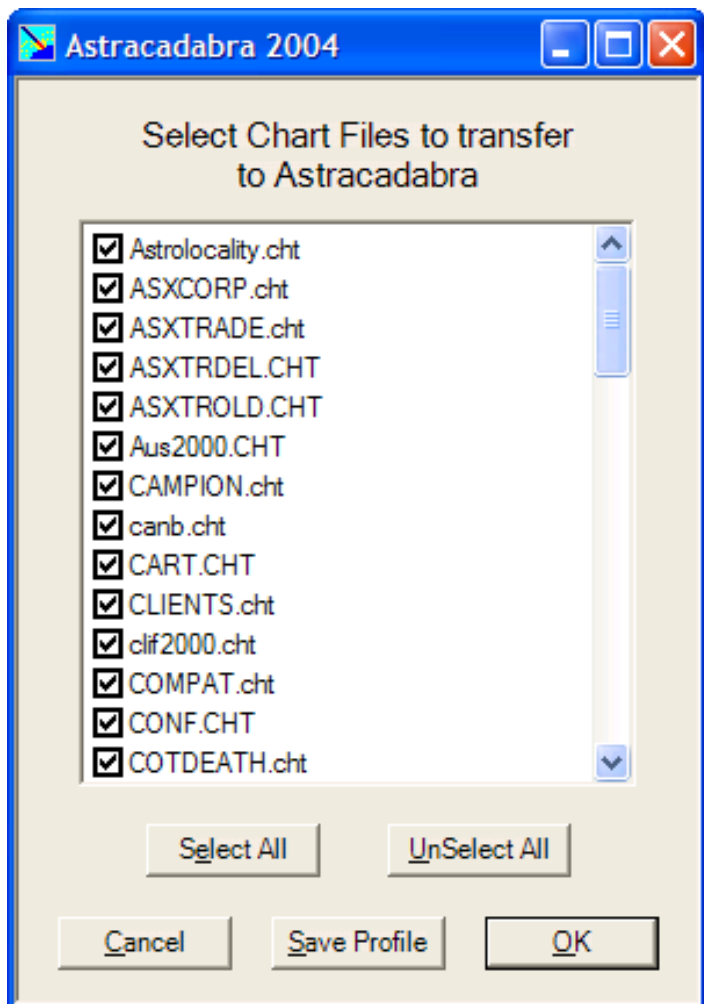 Astracadabra 2004
Select Chart Files to transfer
to Astracadabra
Astrolocality.cht
ASXCORP.cht
ASXTRADE.cht
ASXTRDEL.CHT
ASXTROLD.CHT
Aus2000.CHT
CAMPION.cht
canb.cht
CART.CHT
CLIENTS.cht
clif2000.cht
COMPAT.cht
CONF.CHT
COTDEATH.cht
Select All UnSelect All
Cancel Save Profile OK